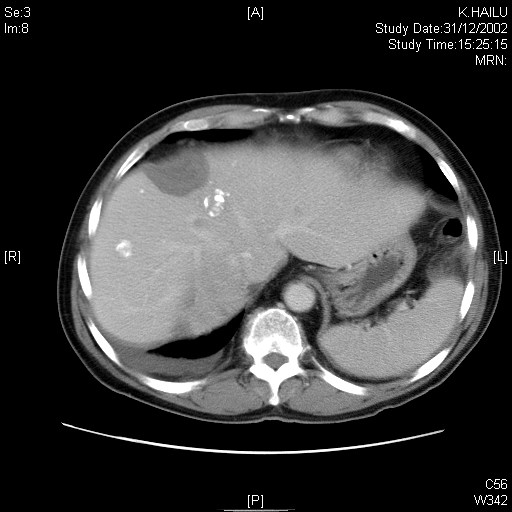 Se:3
Im:8
[A]
K.HAILU
Study Date:31/12/2002
Study Time:15:25:15
MRN:
[R]
[L]
[P]
C56
W342